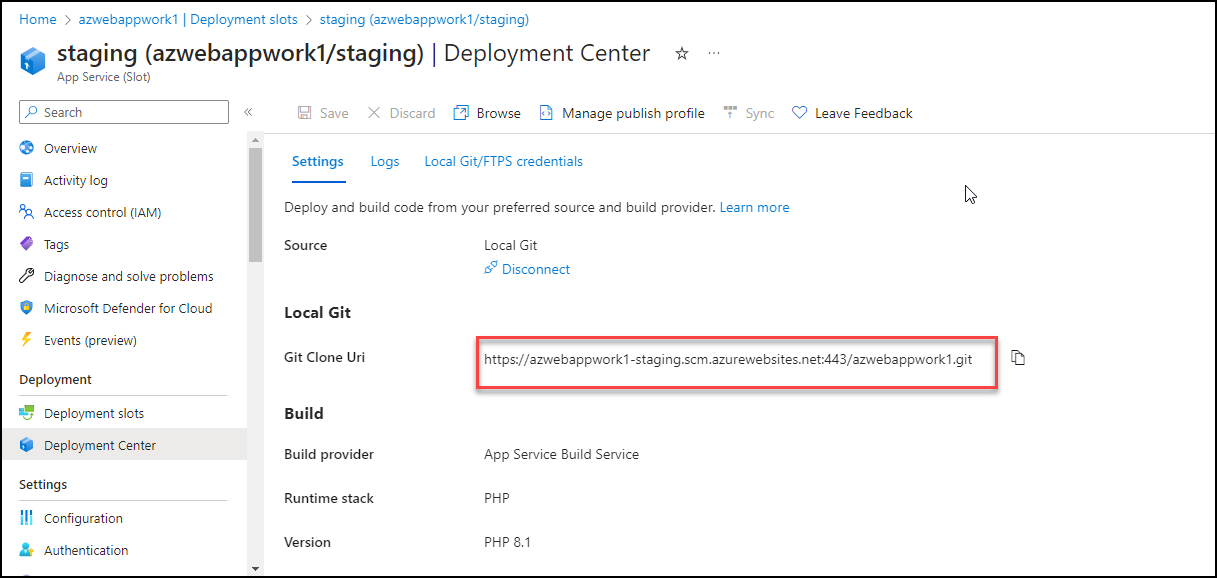 Home > azwebappwork1 | Deployment slots > staging (azwebappwork1/staging)
staging (azwebappwork1/staging) | Deployment Center
App Service (Slot)
Search
Save Discard Browse Manage publish profile Sync Leave Feedback
Overview
Activity log
Access control (IAM)
Tags
Diagnose and solve problems
Microsoft Defender for Cloud
Events (preview)
Deployment
Deployment slots
Deployment Center
Settings
Configuration
Authentication
Settings Logs Local Git/FTPS credentials
Deploy and build code from your preferred source and build provider. Learn more
Source Local Git
Disconnect
Local Git
Git Clone Uri https://azwebappwork1-staging.scm.azurewebsites.net:443/azwebappwork1.git
Build
Build provider App Service Build Service
Runtime stack PHP
Version PHP 8.1